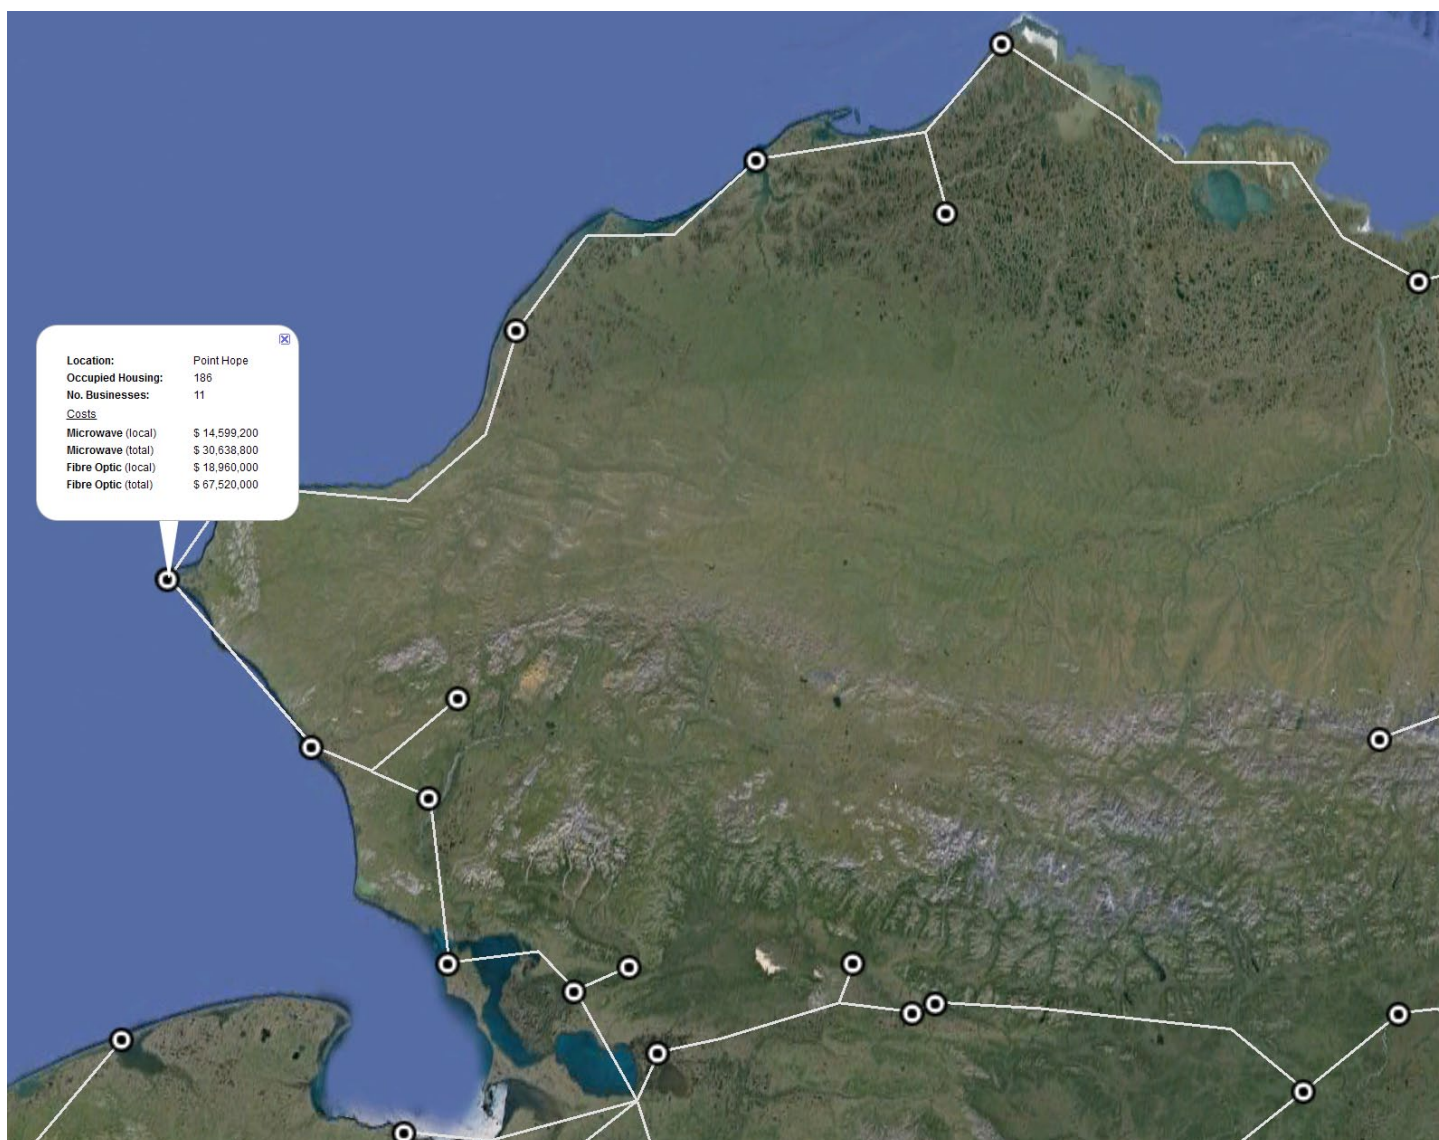 Location: Point Hope
Occupied Housing: 186
No. Businesses: 11
Costs
Microwave (local) $ 14,599,200
Microwave (total) $ 30,638,800
Fibre Optic (local) $ 18,960,000
Fibre Optic (total) $ 67,520,000